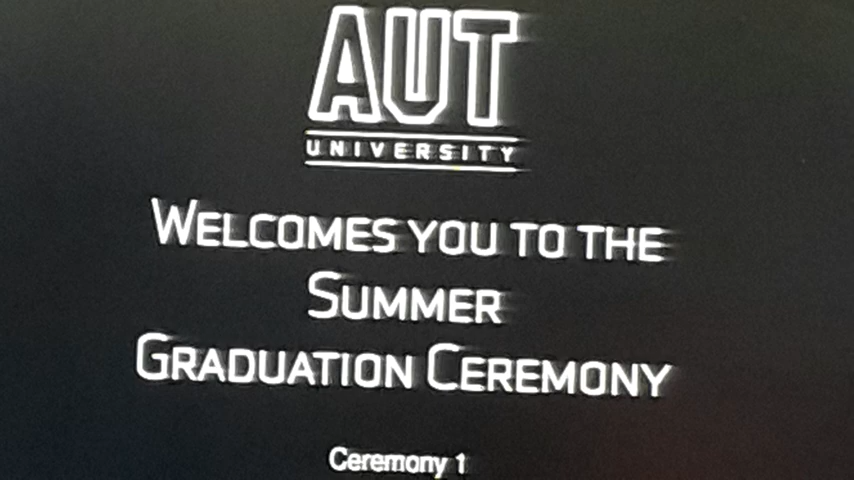 AUT
UNIVERSITY
WELCOMES YOU TO THE
SUMMER
GRADUATION CEREMONY
Ceremony 1